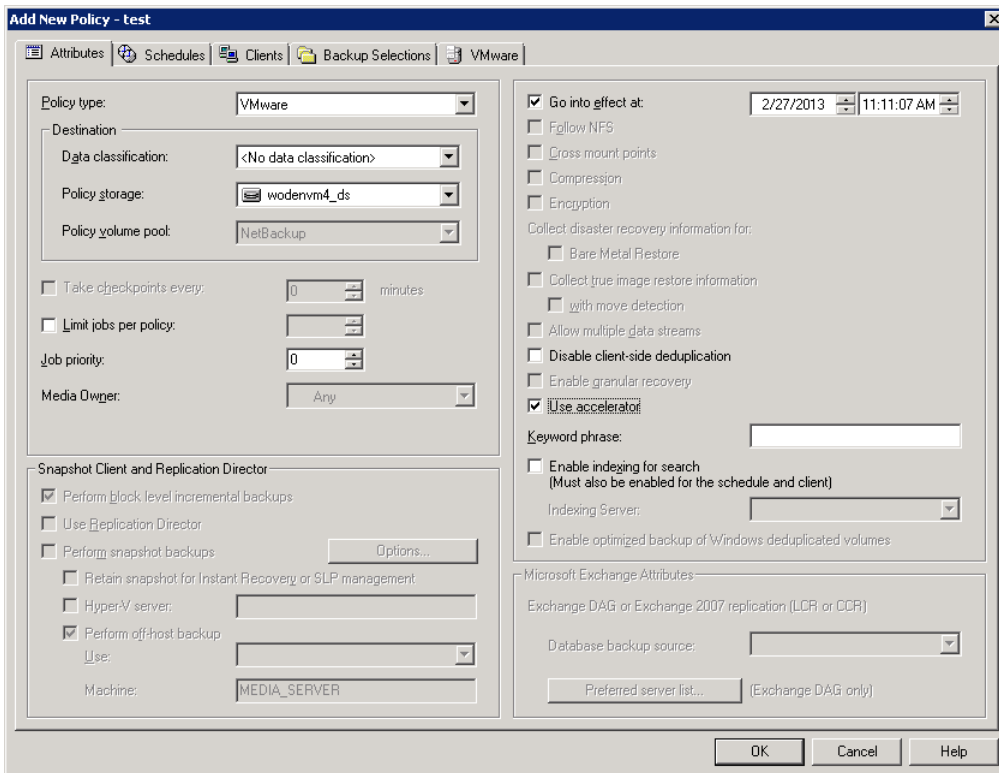 Add New Policy - test
Attributes
Schedules
Clients
Backup Selections
VMware
Policy type:
VMware
Destination
Data classification:
<No data classification>
Policy storage:
wodenvm4_ds
Policy volume pool:
NetBackup
Take checkpoints every:
0
minutes
Limit jobs per policy:
Job priority:
0
Media Owner:
Any
Snapshot Client and Replication Director
Perform block level incremental backups
Use Replication Director
Perform snapshot backups
Options...
Retain snapshot for Instant Recovery or SLP management
Hyper-V server:
Perform off-host backup
Use:
Machine:
MEDIA_SERVER
Go into effect at:
2/27/2013
11:11:07 AM
Follow NFS
Cross mount points
Compression
Encryption
Collect disaster recovery information for:
Bare Metal Restore
Collect true image restore information
with move detection
Allow multiple data streams
Disable client-side deduplication
Enable granular recovery
Use accelerator
Keyword phrase:
Enable indexing for search
(Must also be enabled for the schedule and client)
Indexing Server:
Enable optimized backup of Windows deduplicated volumes
Microsoft Exchange Attributes
Exchange DAG or Exchange 2007 replication (LCR or CCR)
Database backup source:
Preferred server list...
(Exchange DAG only)
OK
Cancel
Help